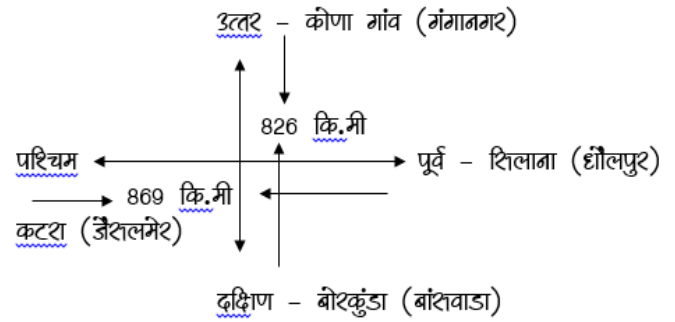 उत्तर – कोणा गांव (गंगानगर)
826 कि.मी
पश्चिम
पूर्व – सिलाना (धौलपुर)
869 कि.मी
कटरा (जैसलमेर)
दक्षिण – बोरकुंडा (बांसवाडा)